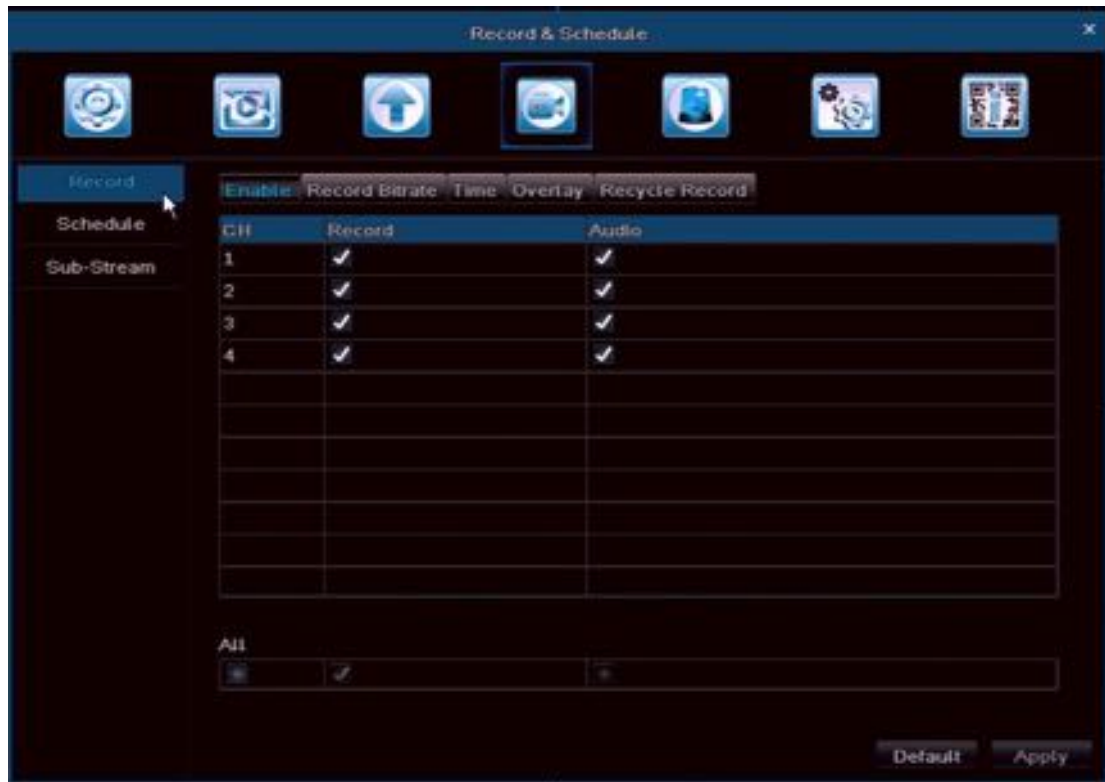 Record & Schedule
Record
Schedule
Sub-Stream
Enable Record Bitrate Time Overlay Recycle Record
CH Record Audio
1
2
3
4
All
Default Apply